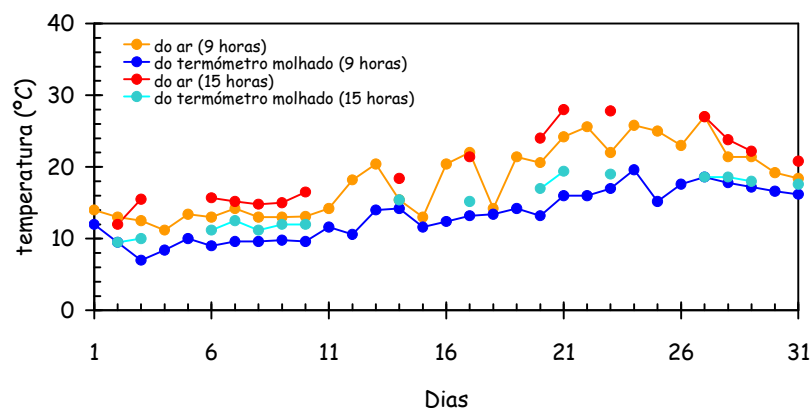 40
30
20
10
0
temperatura (ºC)
do ar (9 horas)
do termómetro molhado (9 horas)
do ar (15 horas)
do termómetro molhado (15 horas)
1
6
11
16
21
26
31
Dias